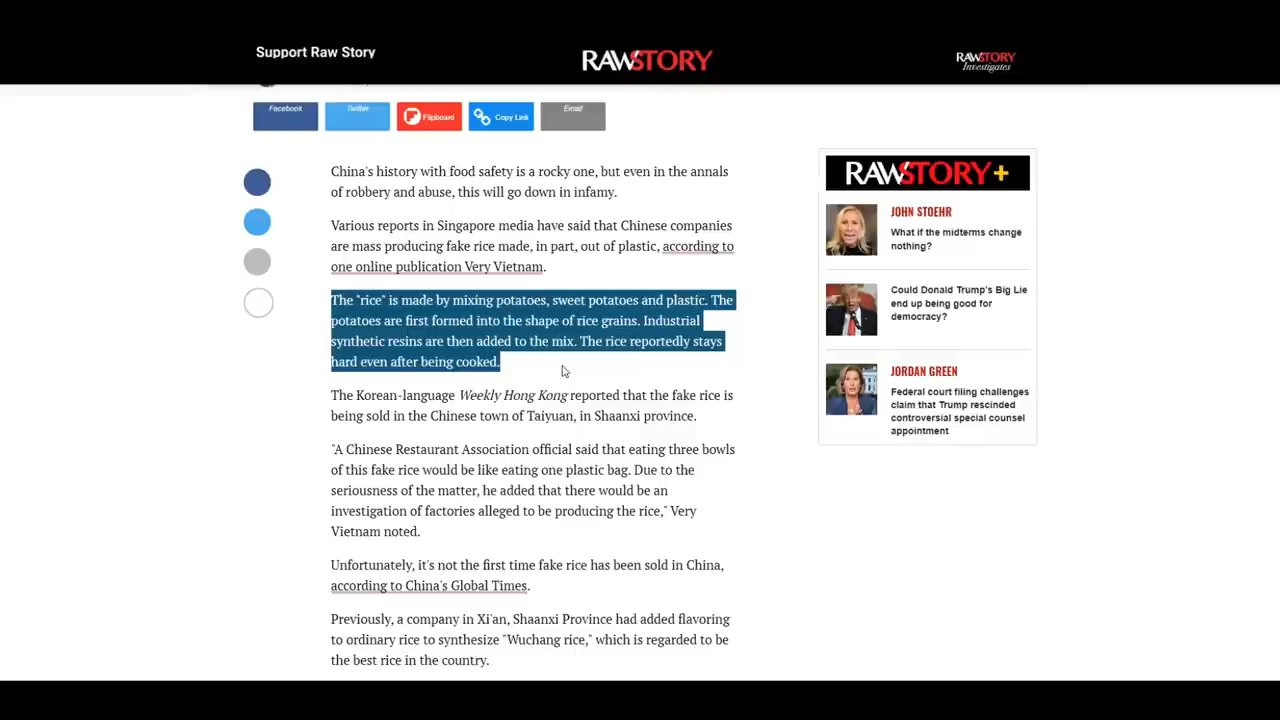 Support Raw Story
RAWSTORY
RAWSTORY
Investigates
Facebook
Twitter
Flipboard
Copy Link
Email
China's history with food safety is a rocky one, but even in the annals
of robbery and abuse, this will go down in infamy.
Various reports in Singapore media have said that Chinese companies
are mass producing fake rice made, in part, out of plastic, according to
one online publication Very Vietnam.
The "rice" is made by mixing potatoes, sweet potatoes and plastic. The
potatoes are first formed into the shape of rice grains. Industrial
synthetic resins are then added to the mix. The rice reportedly stays
hard even after being cooked.
The Korean-language Weekly Hong Kong reported that the fake rice is
being sold in the Chinese town of Taiyuan, in Shaanxi province.
"A Chinese Restaurant Association official said that eating three bowls
of this fake rice would be like eating one plastic bag. Due to the
seriousness of the matter, he added that there would be an
investigation of factories alleged to be producing the rice," Very
Vietnam noted.
Unfortunately, it's not the first time fake rice has been sold in China,
according to China's Global Times.
Previously, a company in Xi'an, Shaanxi Province had added flavoring
to ordinary rice to synthesize "Wuchang rice," which is regarded to be
the best rice in the country.
RAWSTORY+
JOHN STOEHR
What if the midterms change
nothing?
Could Donald Trump's Big Lie
end up being good for
democracy?
JORDAN GREEN
Federal court filing challenges
claim that Trump rescinded
controversial special counsel
appointment